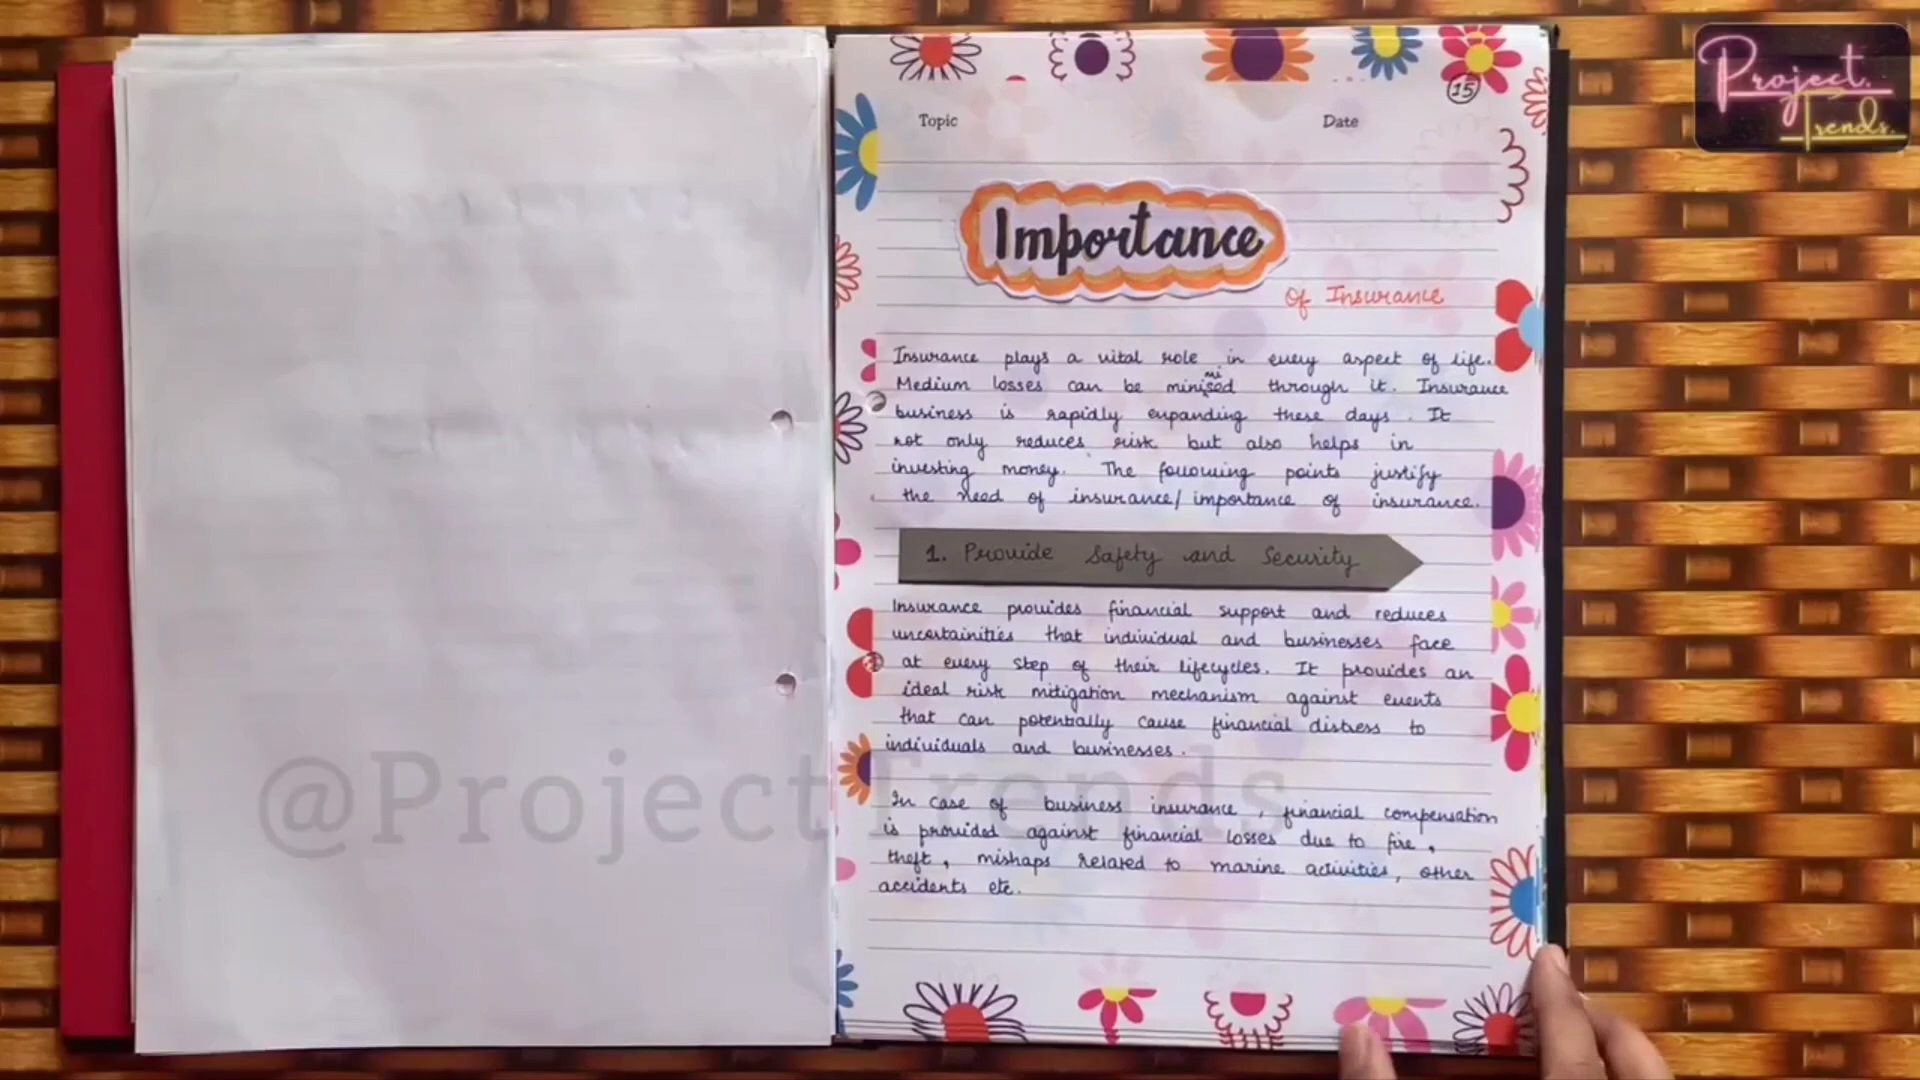 Project.
Trends.
15
Topic
Date
Importance
of Insurance
Insurance plays a vital role in every aspect of life.
Medium losses can be minimised through it. Insurance
business is rapidly expanding these days. It
not only reduces risk but also helps in
investing money. The following points justify
the need of insurance/importance of insurance.
1. Provide Safety and Security
Insurance provides financial support and reduces
uncertainities that individual and businesses face
at every step of their lifecycles. It provides an
ideal risk mitigation mechanism against events
that can potentially cause financial distress to
individuals and businesses.
In case of business insurance, financial compensation
is provided against financial losses due to fire,
theft, mishaps related to marine activities, other
accidents etc.
@ProjectTrends